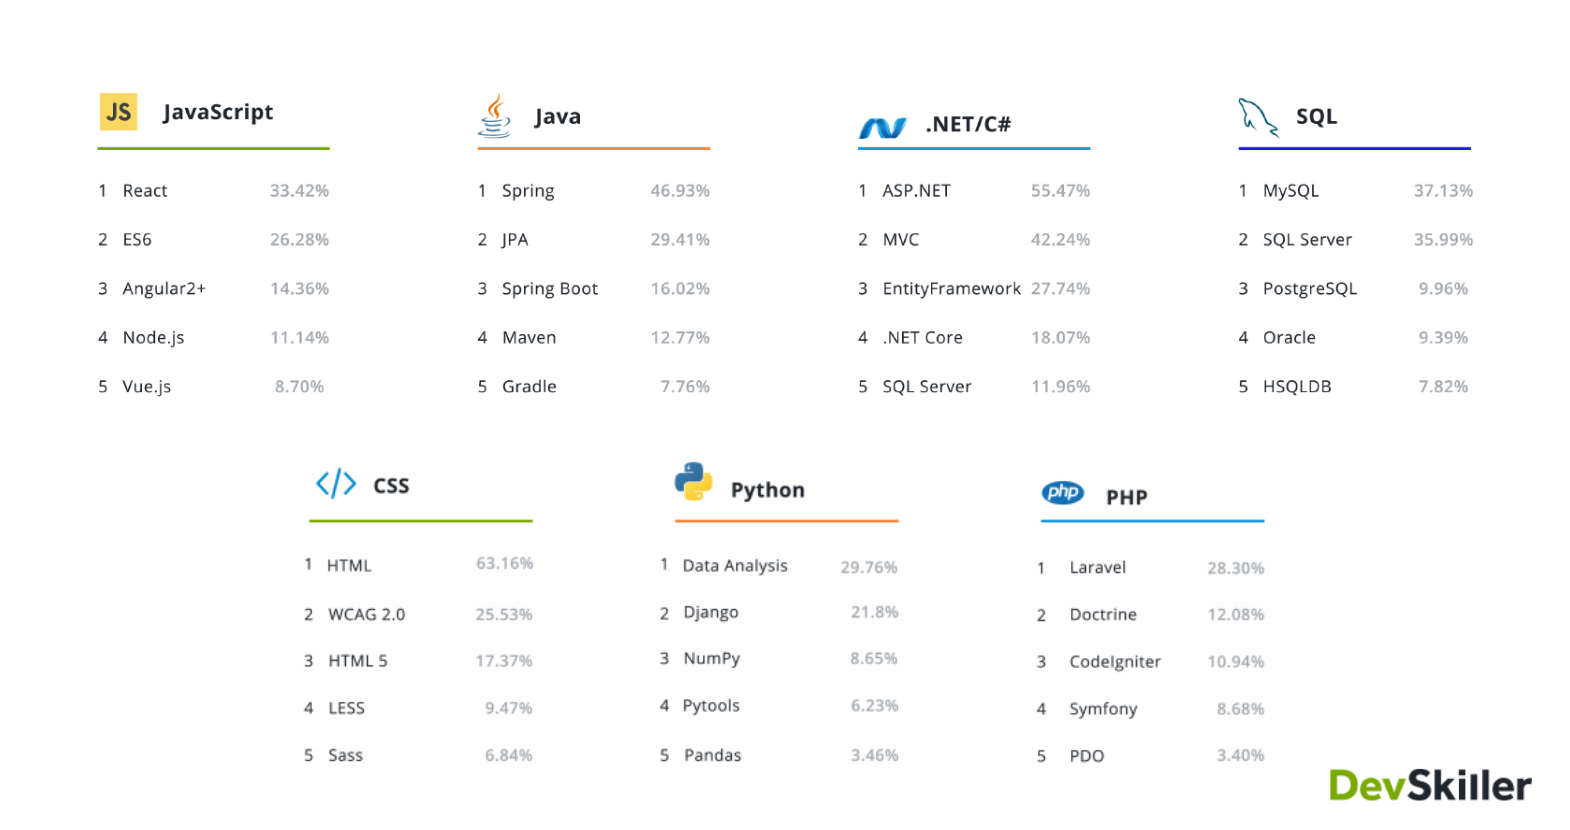 JS JavaScript
1 React 33.42%
2 ES6 26.28%
3 Angular2+ 14.36%
4 Node.js 11.14%
5 Vue.js 8.70%
Java
1 Spring 46.93%
2 JPA 29.41%
3 Spring Boot 16.02%
4 Maven 12.77%
5 Gradle 7.76%
.NET/C#
1 ASP.NET 55.47%
2 MVC 42.24%
3 EntityFramework 27.74%
4 .NET Core 18.07%
5 SQL Server 11.96%
SQL
1 MySQL 37.13%
2 SQL Server 35.99%
3 PostgreSQL 9.96%
4 Oracle 9.39%
5 HSQLDB 7.82%
</> CSS
1 HTML 63.16%
2 WCAG 2.0 25.53%
3 HTML 5 17.37%
4 LESS 9.47%
5 Sass 6.84%
Python
1 Data Analysis 29.76%
2 Django 21.8%
3 NumPy 8.65%
4 Pytools 6.23%
5 Pandas 3.46%
php PHP
1 Laravel 28.30%
2 Doctrine 12.08%
3 CodeIgniter 10.94%
4 Symfony 8.68%
5 PDO 3.40%
DevSkiller